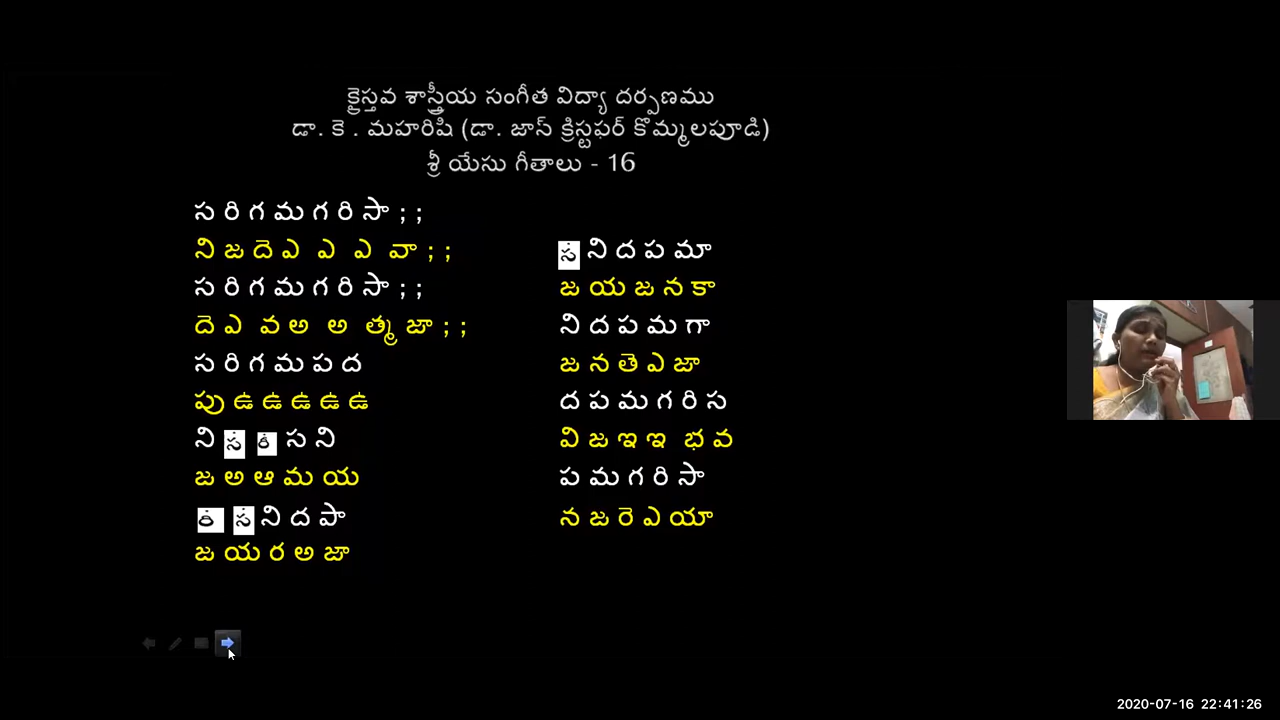 క్రైస్తవ శాస్త్రీయ సంగీత విద్యా దర్పణము
డా. కె . మహరిషి (డా. జాస్ క్రిస్టఫర్ కొమ్మలపూడి)
శ్రీ యేసు గీతాలు - 16
స రి గ మ గ రి సా ; ;
ని జ దె ఎ ఎ ఎ వా ; ;
స రి గ మ గ రి సా ; ;
దె ఎ వ అ అ త్మ జా ; ;
స రి గ మ ప ద
పు ఉ ఉ ఉ ఉ ఉ
ని సం రిం స ని
జ అ ఆ మ య
రిం సం ని ద పా
జ య ర అ జా
సం ని ద ప మా
జ య జ న కా
ని ద ప మ గా
జ న తె ఎ జా
ద ప మ గ రి స
వి జ ఇ ఇ భ వ
ప మ గ రి సా
న జ రె ఎ యా
2020-07-16 22:41:26